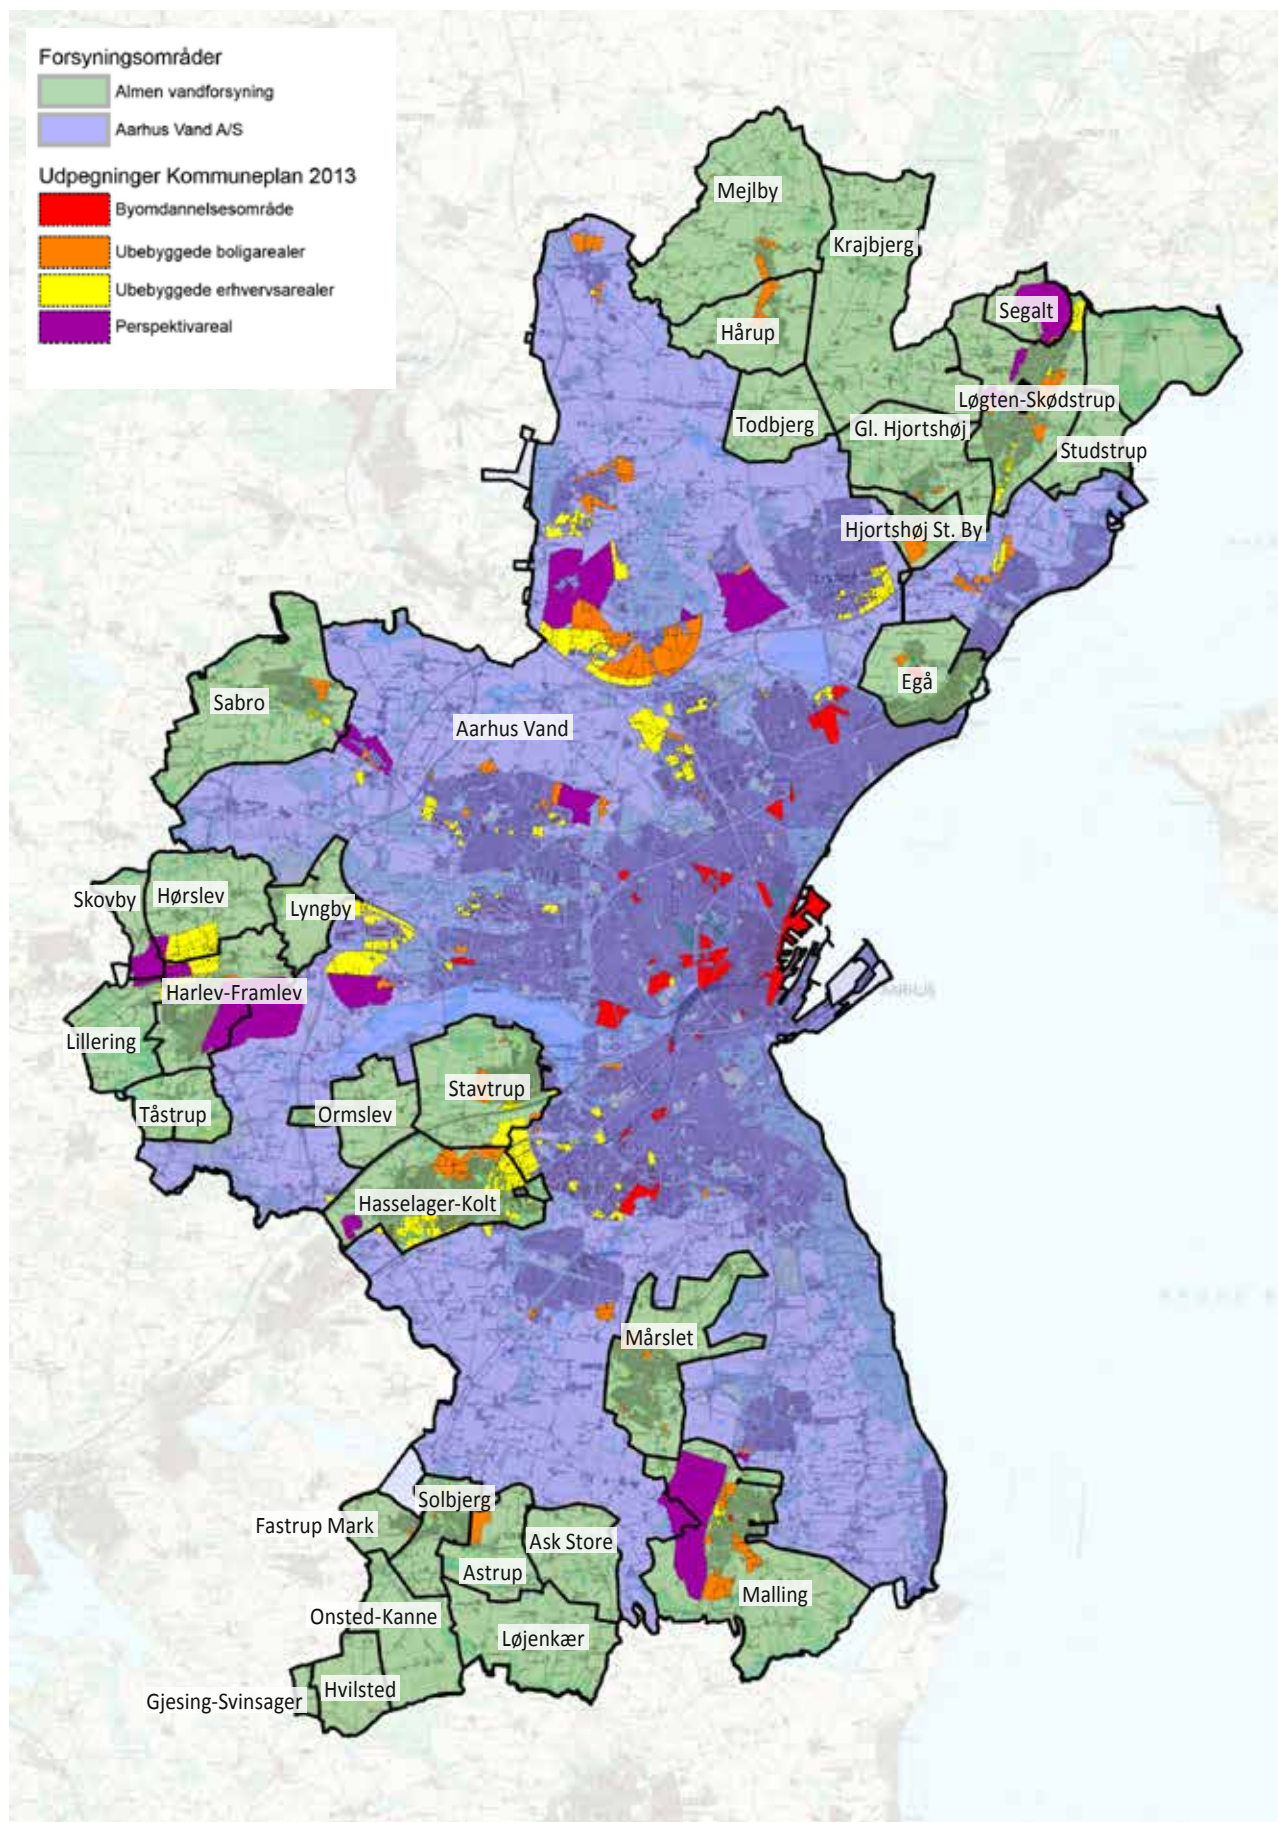 Forsyningsområder
Almen vandforsyning
Aarhus Vand A/S
Udpegninger Kommuneplan 2013
Byomdannelsesområde
Ubebyggede boligarealer
Ubebyggede erhvervsarealer
Perspektivareal
Mejlby
Krajbjerg
Segalt
Hårup
Løgten-Skødstrup
Todbjerg
Gl. Hjortshøj
Studstrup
Hjortshøj St. By
Egå
Sabro
Aarhus Vand
Skovby
Hørslev
Lyngby
Harlev-Framlev
Lillering
Stavtrup
Tåstrup
Ormslev
Hasselager-Kolt
Mårslet
Solbjerg
Fastrup Mark
Ask Store
Astrup
Malling
Onsted-Kanne
Løjenkær
Hvilsted
Gjesing-Svinsager